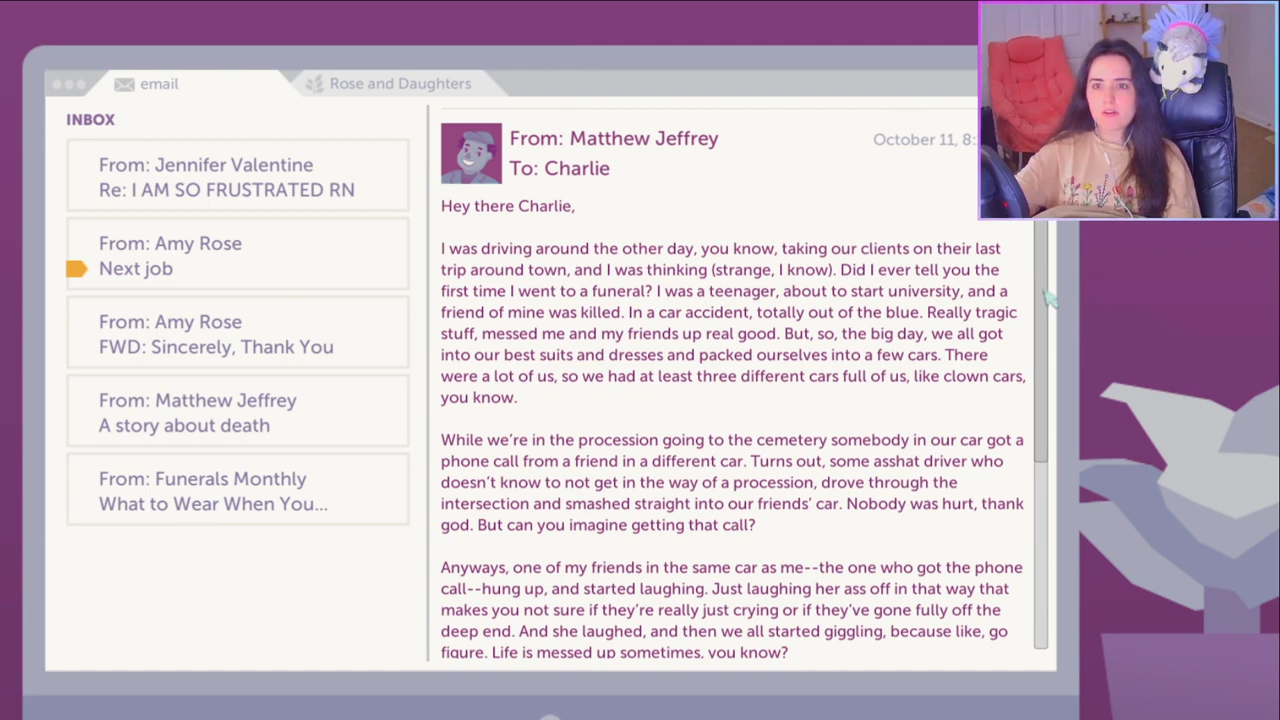 email
Rose and Daughters
INBOX
From: Jennifer Valentine
Re: I AM SO FRUSTRATED RN
From: Amy Rose
Next job
From: Amy Rose
FWD: Sincerely, Thank You
From: Matthew Jeffrey
A story about death
From: Funerals Monthly
What to Wear When You...
From: Matthew Jeffrey
October 11, 8:
To: Charlie
Hey there Charlie,
I was driving around the other day, you know, taking our clients on their last
trip around town, and I was thinking (strange, I know). Did I ever tell you the
first time I went to a funeral? I was a teenager, about to start university, and a
friend of mine was killed. In a car accident, totally out of the blue. Really tragic
stuff, messed me and my friends up real good. But, so, the big day, we all got
into our best suits and dresses and packed ourselves into a few cars. There
were a lot of us, so we had at least three different cars full of us, like clown cars,
you know.
While we're in the procession going to the cemetery somebody in our car got a
phone call from a friend in a different car. Turns out, some asshat driver who
doesn't know to not get in the way of a procession, drove through the
intersection and smashed straight into our friends' car. Nobody was hurt, thank
god. But can you imagine getting that call?
Anyways, one of my friends in the same car as me--the one who got the phone
call--hung up, and started laughing. Just laughing her ass off in that way that
makes you not sure if they're really just crying or if they've gone fully off the
deep end. And she laughed, and then we all started giggling, because like, go
figure. Life is messed up sometimes, you know?